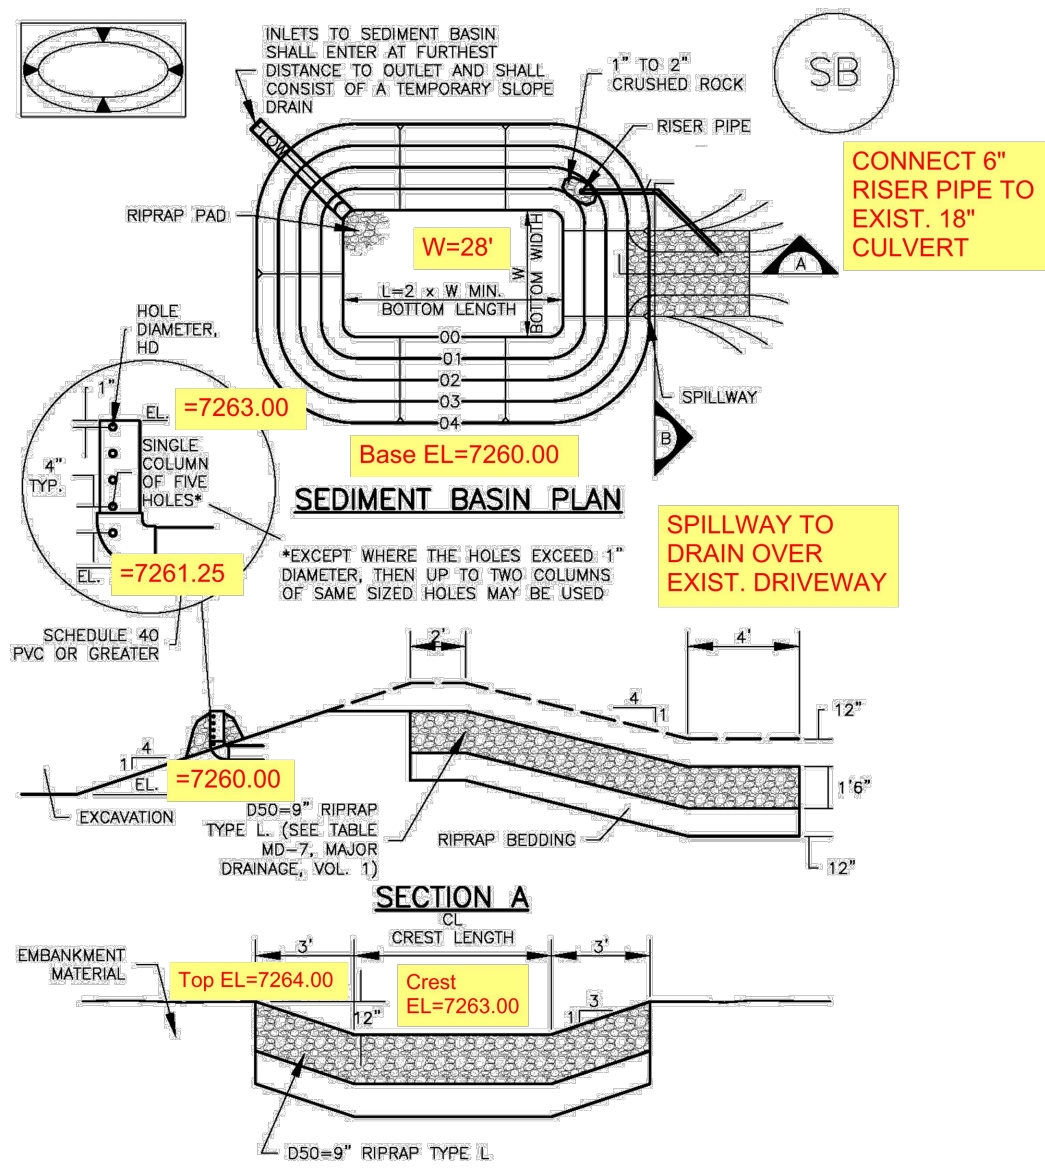 INLETS TO SEDIMENT BASIN
SHALL ENTER AT FURTHEST
DISTANCE TO OUTLET AND SHALL
CONSIST OF A TEMPORARY SLOPE
DRAIN
1" TO 2"
CRUSHED ROCK
SB
RISER PIPE
FLOW
CONNECT 6"
RISER PIPE TO
EXIST. 18"
CULVERT
RIPRAP PAD
W=28'
W
BOTTOM WIDTH
A
L=2 x W MIN.
BOTTOM LENGTH
HOLE
DIAMETER,
HD
00
01
02
03
04
SPILLWAY
B
1"
EL.
=7263.00
SINGLE
COLUMN
OF FIVE
HOLES*
4"
TYP.
Base EL=7260.00
SEDIMENT BASIN PLAN
EL.
=7261.25
*EXCEPT WHERE THE HOLES EXCEED 1"
DIAMETER, THEN UP TO TWO COLUMNS
OF SAME SIZED HOLES MAY BE USED
SPILLWAY TO
DRAIN OVER
EXIST. DRIVEWAY
SCHEDULE 40
PVC OR GREATER
2'
4'
4
1
12"
4
1
EL.
=7260.00
1'6"
EXCAVATION
D50=9" RIPRAP
TYPE L. (SEE TABLE
MD-7, MAJOR
DRAINAGE, VOL. 1)
RIPRAP BEDDING
12"
SECTION A
CL
CREST LENGTH
3'
3'
EMBANKMENT
MATERIAL
Top EL=7264.00
Crest
EL=7263.00
12"
3
1
D50=9" RIPRAP TYPE L